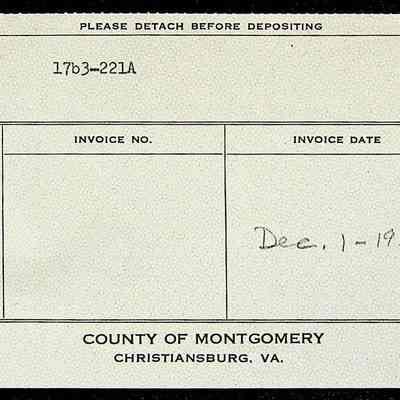 PLEASE DETACH BEFORE DEPOSITING
17b3-221A
INVOICE NO.
INVOICE DATE
Dec. 1-19
COUNTY OF MONTGOMERY
CHRISTIANSBURG, VA.